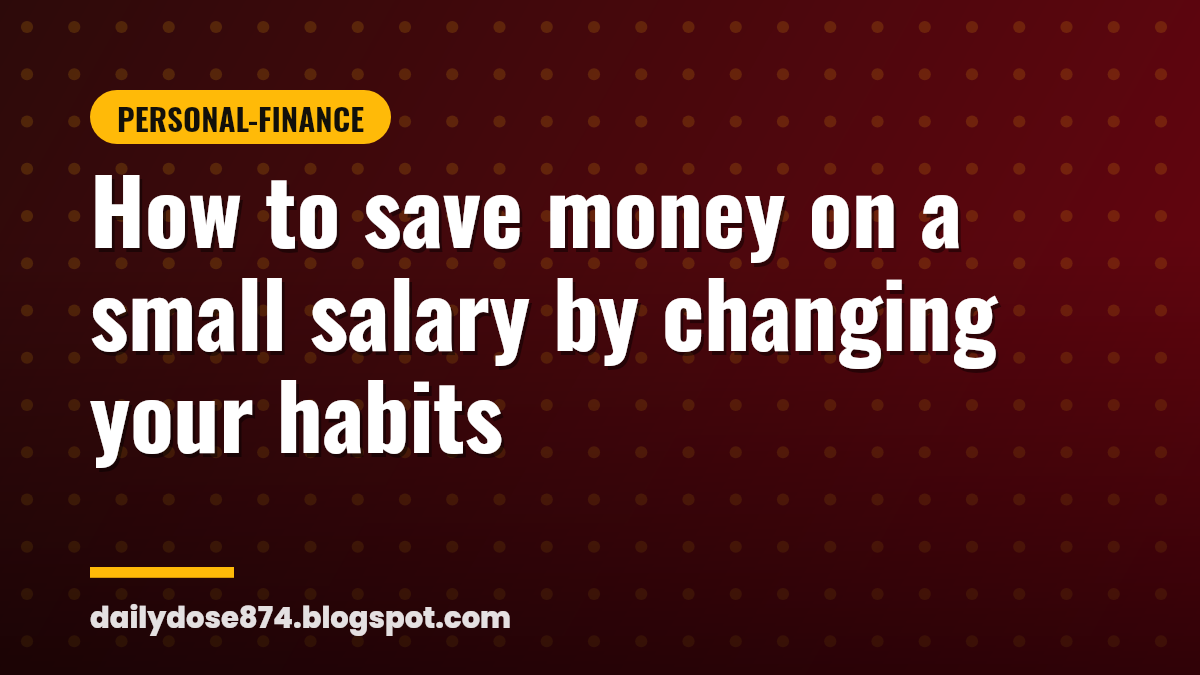 PERSONAL-FINANCE
How to save money on a
small salary by changing
your habits
dailydose874.blogspot.com